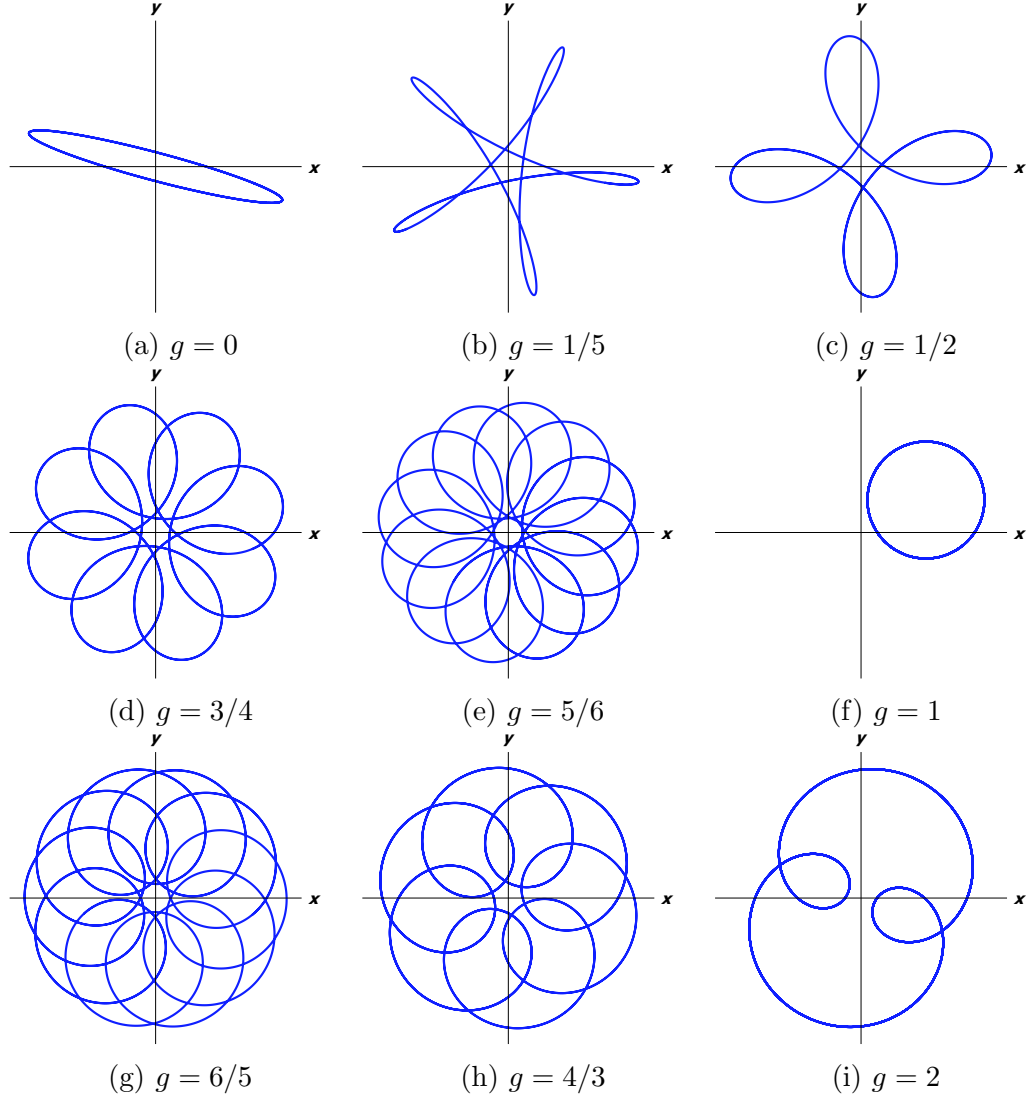 y y y
x x x
(a) g = 0 (b) g = 1/5 (c) g = 1/2
y y y
x x x
(d) g = 3/4 (e) g = 5/6 (f) g = 1
y y y
x x x
(g) g = 6/5 (h) g = 4/3 (i) g = 2